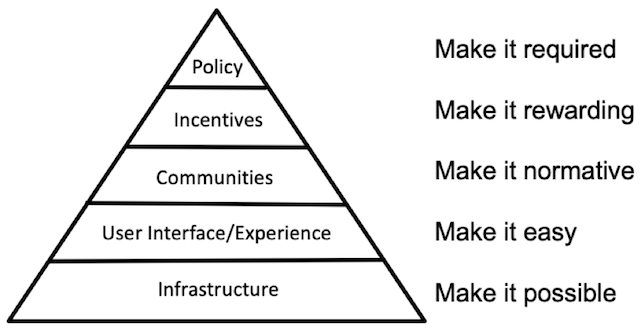 Policy
Make it required
Incentives
Make it rewarding
Communities
Make it normative
User Interface/Experience
Make it easy
Infrastructure
Make it possible